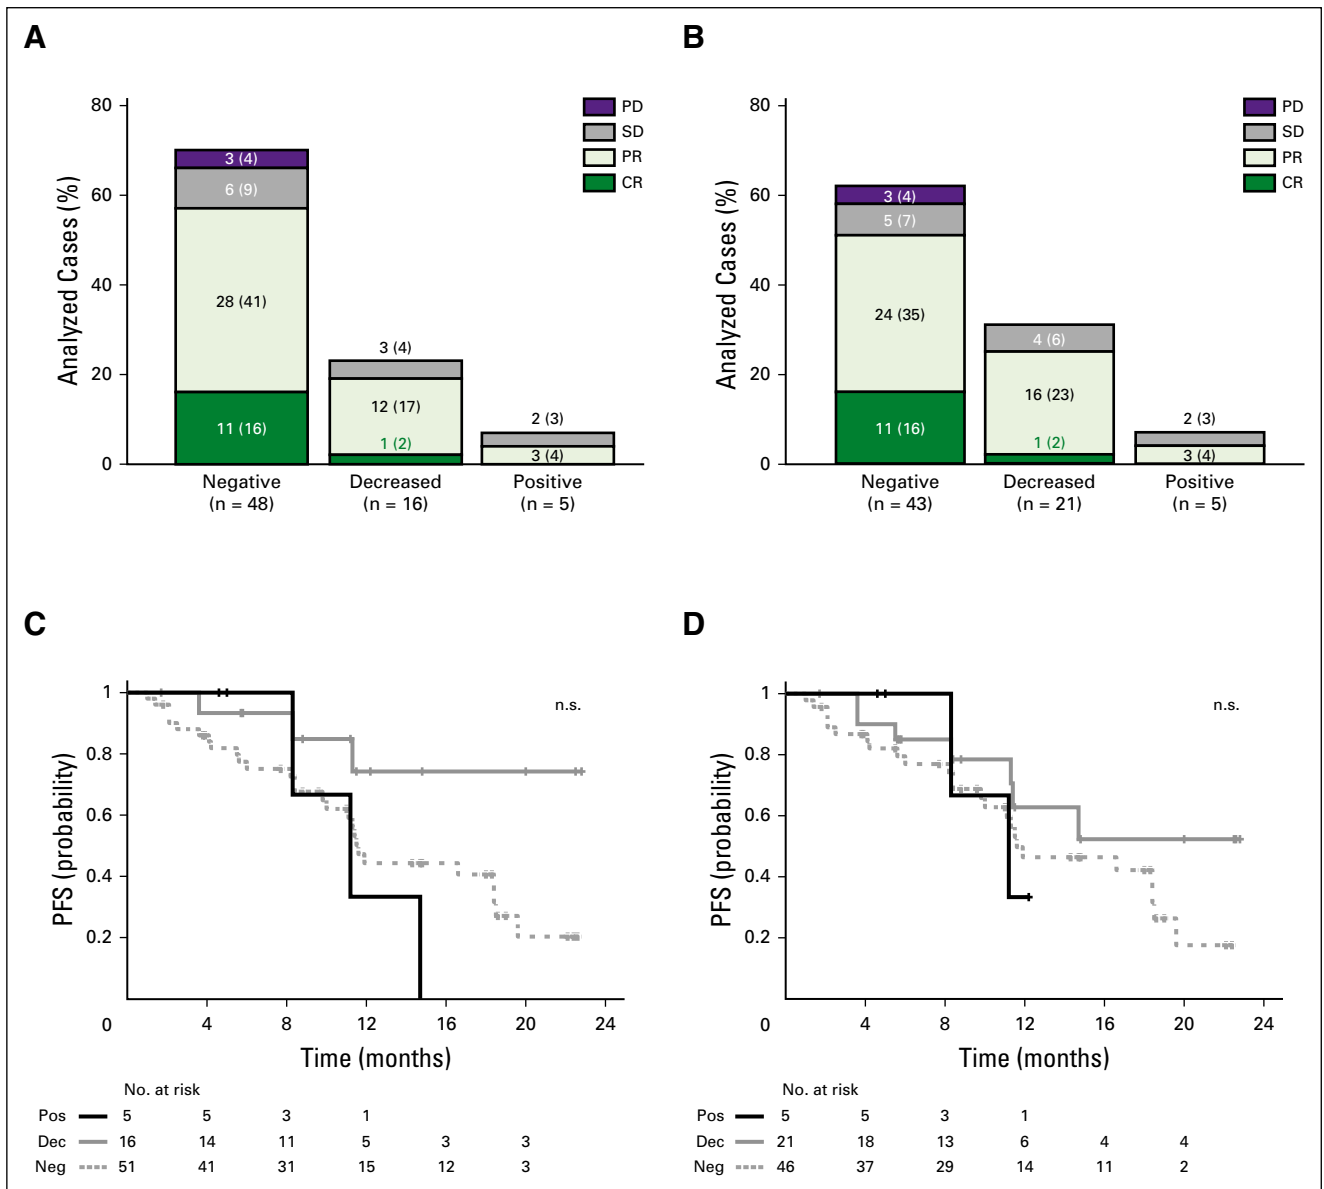 A
Analyzed Cases (%)
80
60
40
20
0
PD
SD
PR
CR
3 (4)
6 (9)
28 (41)
11 (16)
3 (4)
12 (17)
1 (2)
2 (3)
3 (4)
Negative
(n = 48)
Decreased
(n = 16)
Positive
(n = 5)
B
Analyzed Cases (%)
80
60
40
20
0
PD
SD
PR
CR
3 (4)
5 (7)
24 (35)
11 (16)
4 (6)
16 (23)
1 (2)
2 (3)
3 (4)
Negative
(n = 43)
Decreased
(n = 21)
Positive
(n = 5)
C
PFS (probability)
1
0.8
0.6
0.4
0.2
n.s.
0 4 8 12 16 20 24
Time (months)
No. at risk
Pos 5 5 3 1
Dec 16 14 11 5 3 3
Neg 51 41 31 15 12 3
D
PFS (probability)
1
0.8
0.6
0.4
0.2
n.s.
0 4 8 12 16 20 24
Time (months)
No. at risk
Pos 5 5 3 1
Dec 21 18 13 6 4 4
Neg 46 37 29 14 11 2